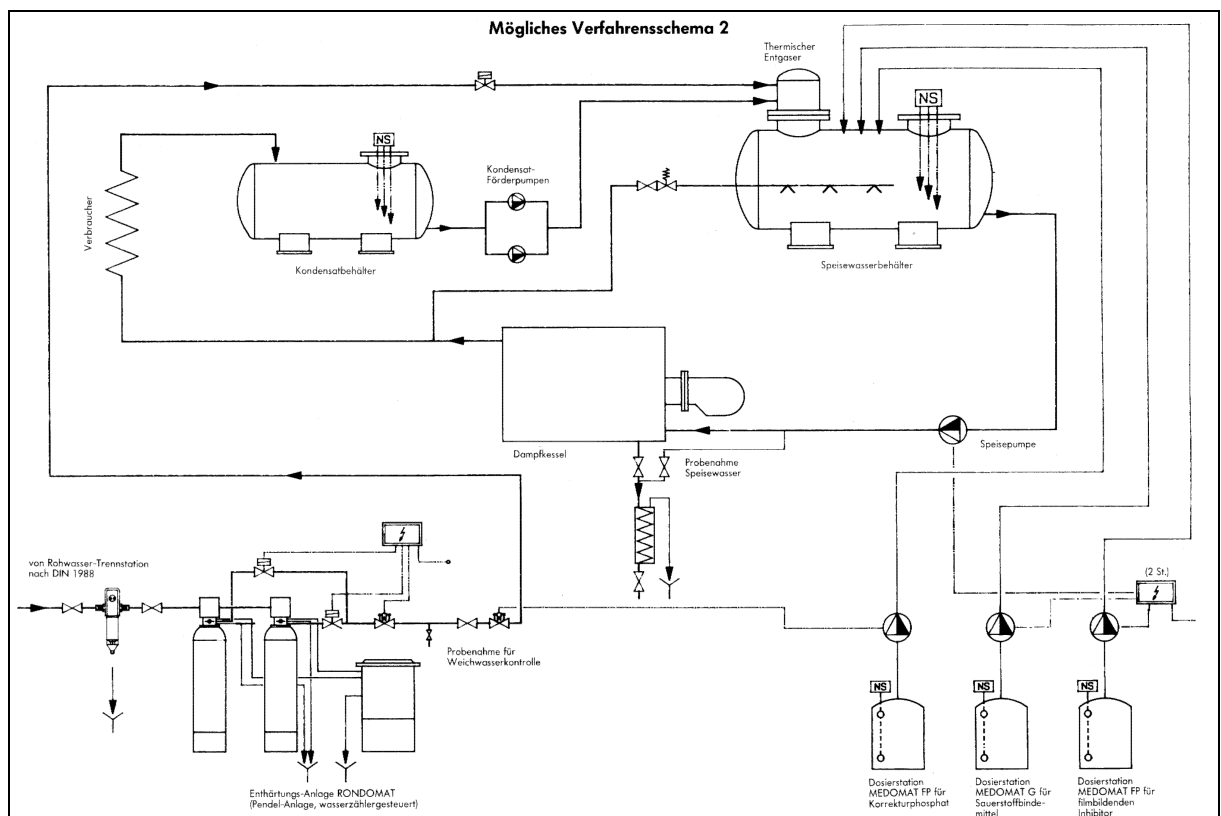 Mögliches Verfahrensschema 2
Thermischer
Entgaser
NS
NS
Kondensat-
Förderpumpen
Verbraucher
Kondensatbehälter
Speisewasserbehälter
Dampfkessel
Probenahme
Speisewasser
Speisepumpe
von Rohwasser-Trennstation
nach DIN 1988
(2 St.)
Probenahme für
Weichwasserkontrolle
NS
NS
NS
Enthärtungs-Anlage RONDOMAT
(Pendel-Anlage, wasserzählergesteuert)
Dosierstation
MEDOMAT FP für
Korrekturphosphat
Dosierstation
MEDOMAT G für
Sauerstoffbinde-
mittel
Dosierstation
MEDOMAT FP für
filmbildenden
Inhibitor